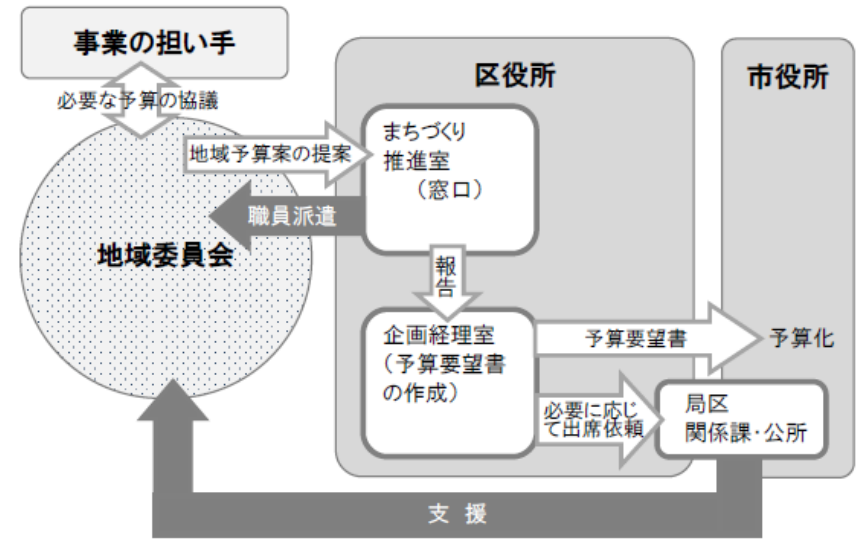 事業の担い手
必要な予算の協議
地域委員会
地域予算案の提案
職員派遣
区役所
まちづくり
推進室
（窓口）
報
告
企画経理室
（予算要望書
の作成）
予算要望書
必要に応じ
て出席依頼
市役所
予算化
局区
関係課・公所
支 援